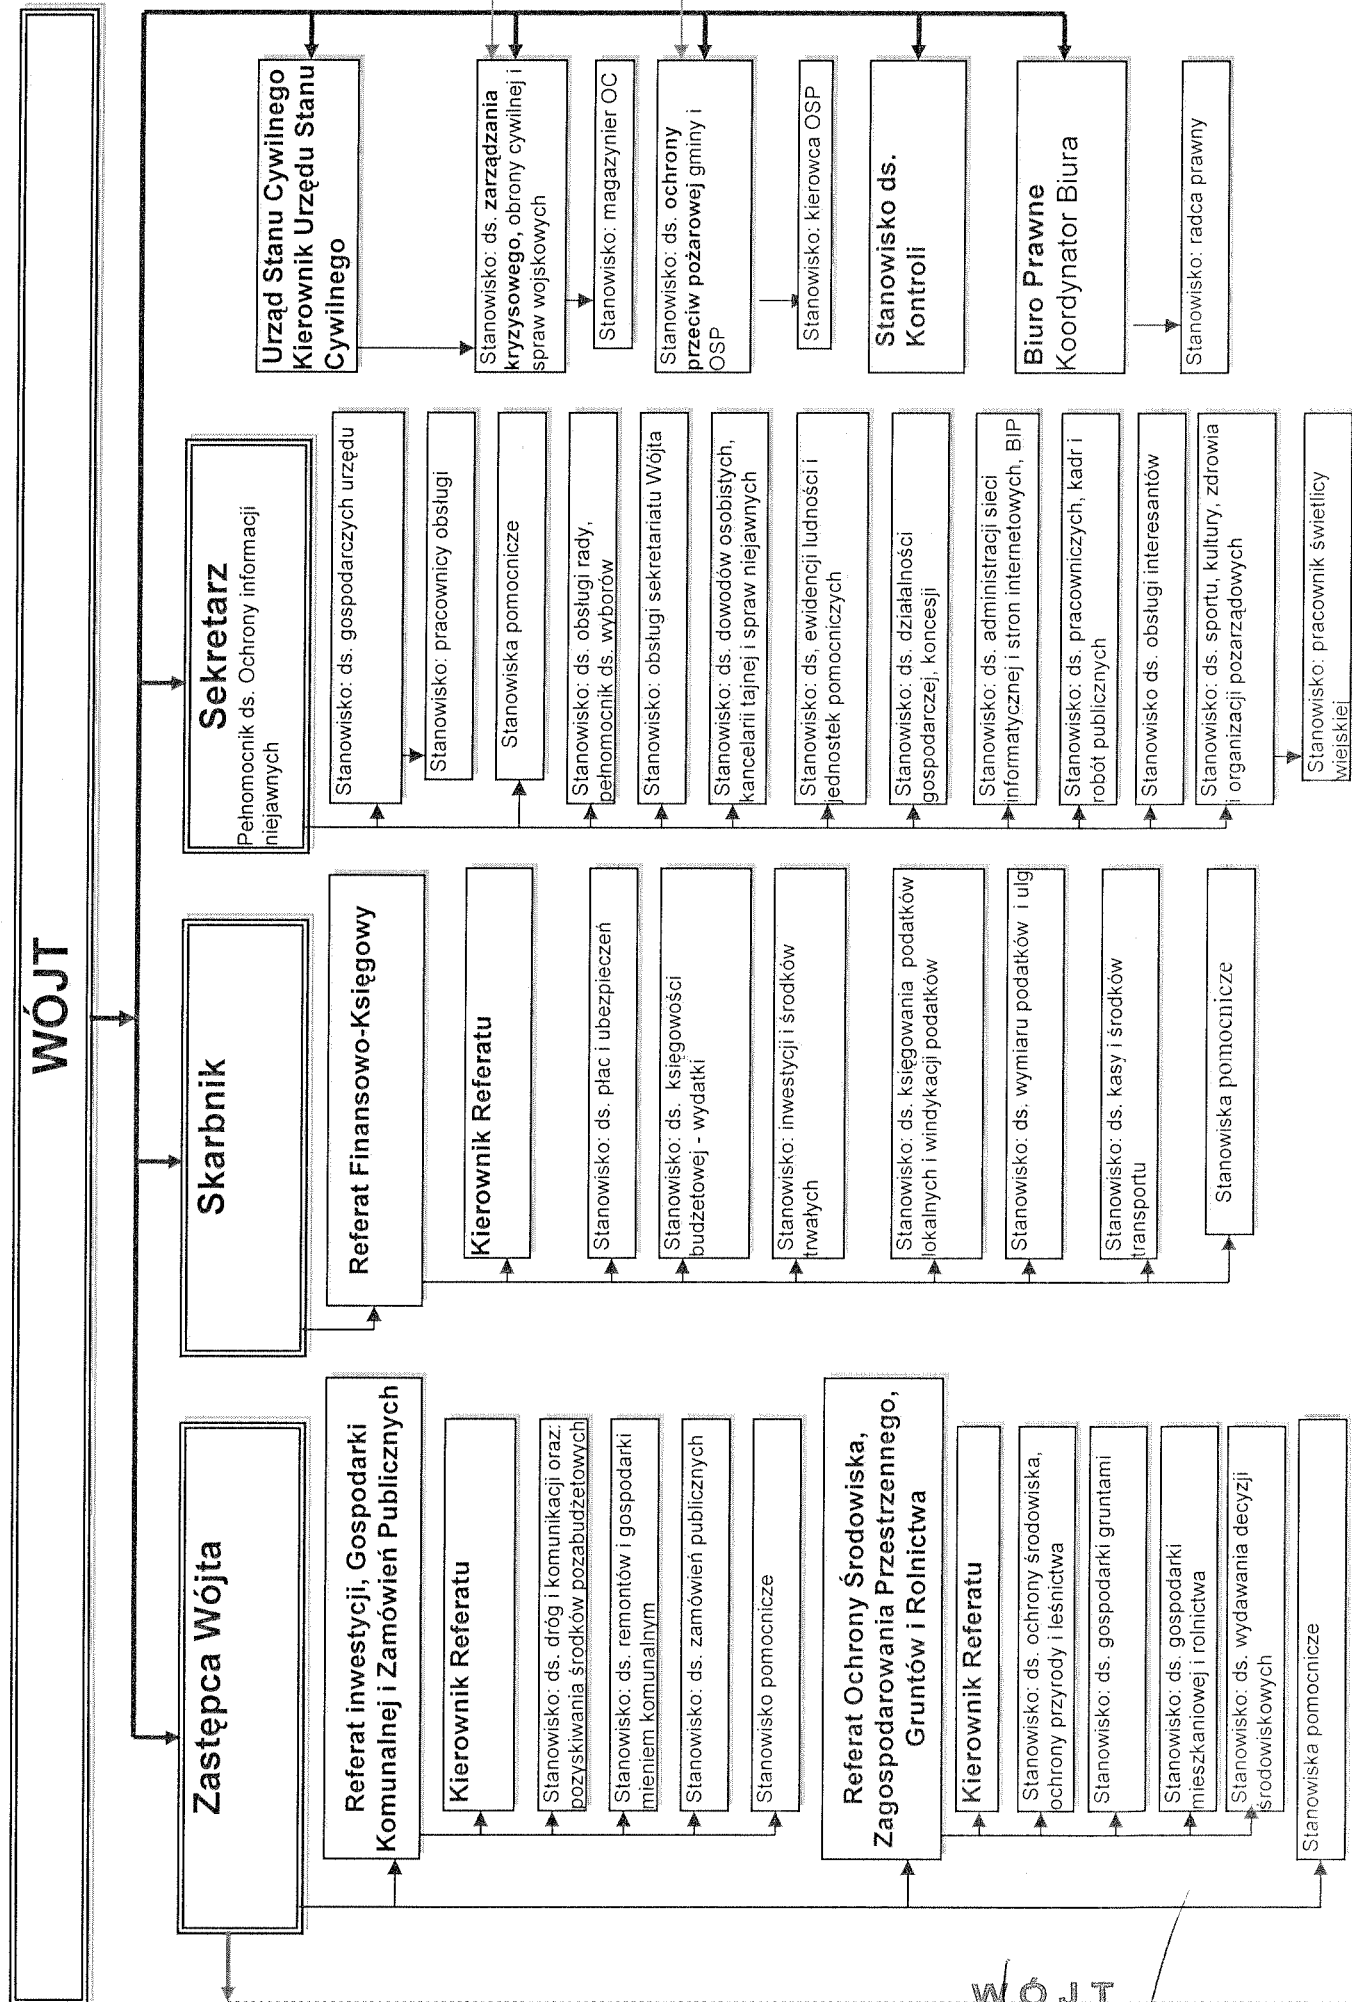 WÓJT
Zastępca Wójta
Referat inwestycji, Gospodarki
Komunalnej i Zamówień Publicznych
Kierownik Referatu
Stanowisko: ds. dróg i komunikacji oraz:
pozyskiwania środków pozabudżetowych
Stanowisko: ds. remontów i gospodarki
mieniem komunalnym
Stanowisko: ds. zamówień publicznych
Stanowisko pomocnicze
Referat Ochrony Środowiska,
Zagospodarowania Przestrzennego,
Gruntów i Rolnictwa
Kierownik Referatu
Stanowisko: ds. ochrony środowiska,
ochrony przyrody i leśnictwa
Stanowisko: ds. gospodarki gruntami
Stanowisko: ds. gospodarki
mieszkaniowej i rolnictwa
Stanowisko: ds. wydawania decyzji
środowiskowych
Stanowiska pomocnicze
Skarbnik
Referat Finansowo-Księgowy
Kierownik Referatu
Stanowisko: ds. płac i ubezpieczeń
Stanowisko: ds. księgowości
budżetowej - wydatki
Stanowisko: inwestycji i środków
trwałych
Stanowisko: ds. księgowania podatków
lokalnych i windykacji podatków
Stanowisko: ds. wymiaru podatków i ulg
Stanowisko: ds. kasy i środków
transportu
Stanowiska pomocnicze
Sekretarz
Pełnomocnik ds. Ochrony informacji
niejawnych
Stanowisko: ds. gospodarczych urzędu
Stanowisko: pracownicy obsługi
Stanowiska pomocnicze
Stanowisko: ds. obsługi rady,
pełnomocnik ds. wyborów
Stanowisko: obsługi sekretariatu Wójta
Stanowisko: ds. dowodów osobistych,
kancelarii tajnej i spraw niejawnych
Stanowisko: ds, ewidencji ludności i
jednostek pomocniczych
Stanowisko: ds. działalności
gospodarczej, koncesji
Stanowisko: ds. administracji sieci
informatycznej i stron internetowych, BIP
Stanowisko: ds. pracowniczych, kadr i
robót publicznych
Stanowisko ds. obsługi interesantów
Stanowisko: ds. sportu, kultury, zdrowia
i organizacji pozarządowych
Stanowisko: pracownik świetlicy
wiejskiej
Urząd Stanu Cywilnego
Kierownik Urzędu Stanu
Cywilnego
Stanowisko: ds. zarządzania
kryzysowego, obrony cywilnej i
spraw wojskowych
Stanowisko: magazynier OC
Stanowisko: ds. ochrony
przeciw pożarowej gminy i
OSP
Stanowisko: kierowca OSP
Stanowisko ds.
Kontroli
Biuro Prawne
Koordynator Biura
Stanowisko: radca prawny
WÓJT